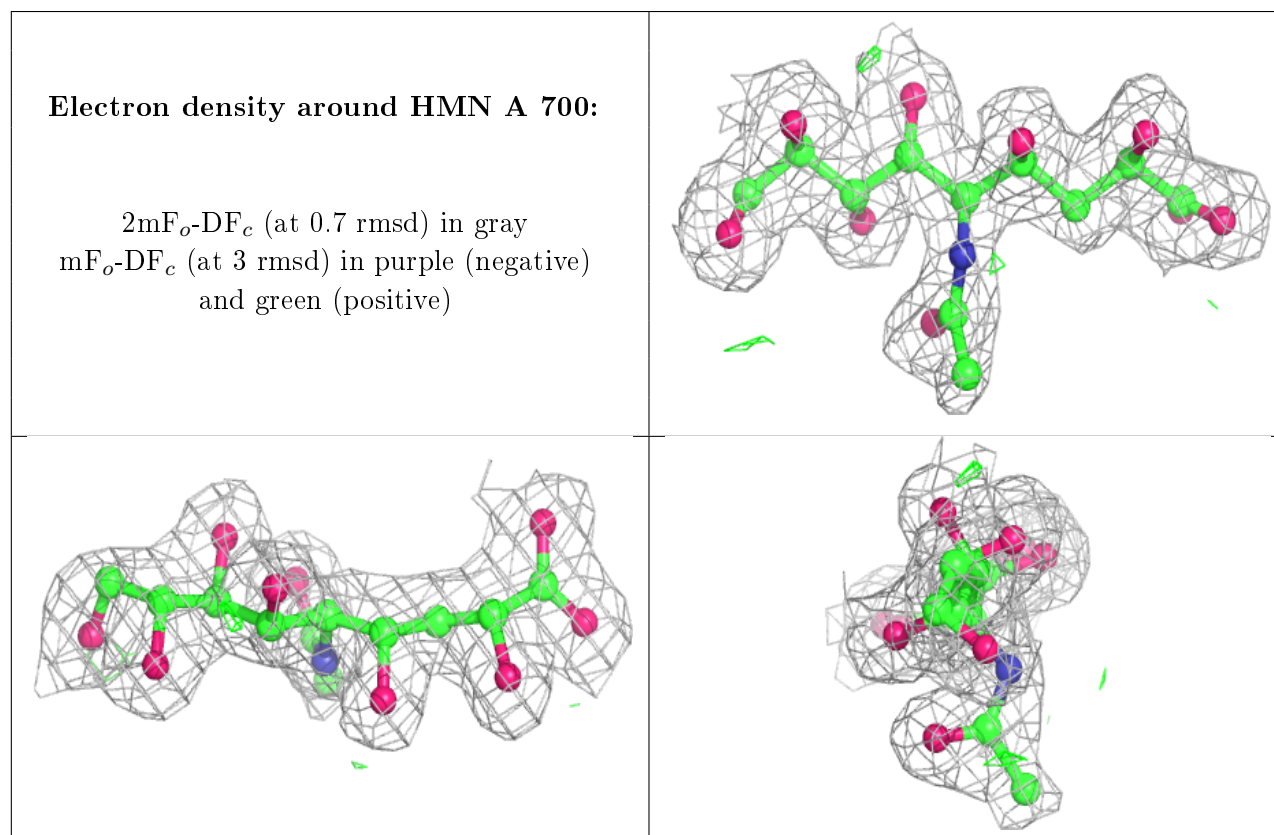 Electron density around HMN A 700:
2mFo-DFc (at 0.7 rmsd) in gray
mFo-DFc (at 3 rmsd) in purple (negative)
and green (positive)